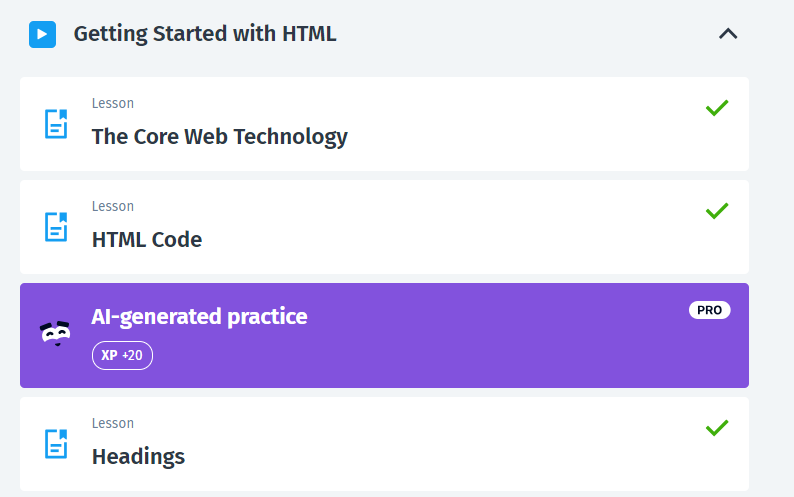 Getting Started with HTML
Lesson
The Core Web Technology
Lesson
HTML Code
AI-generated practice
PRO
XP +20
Lesson
Headings